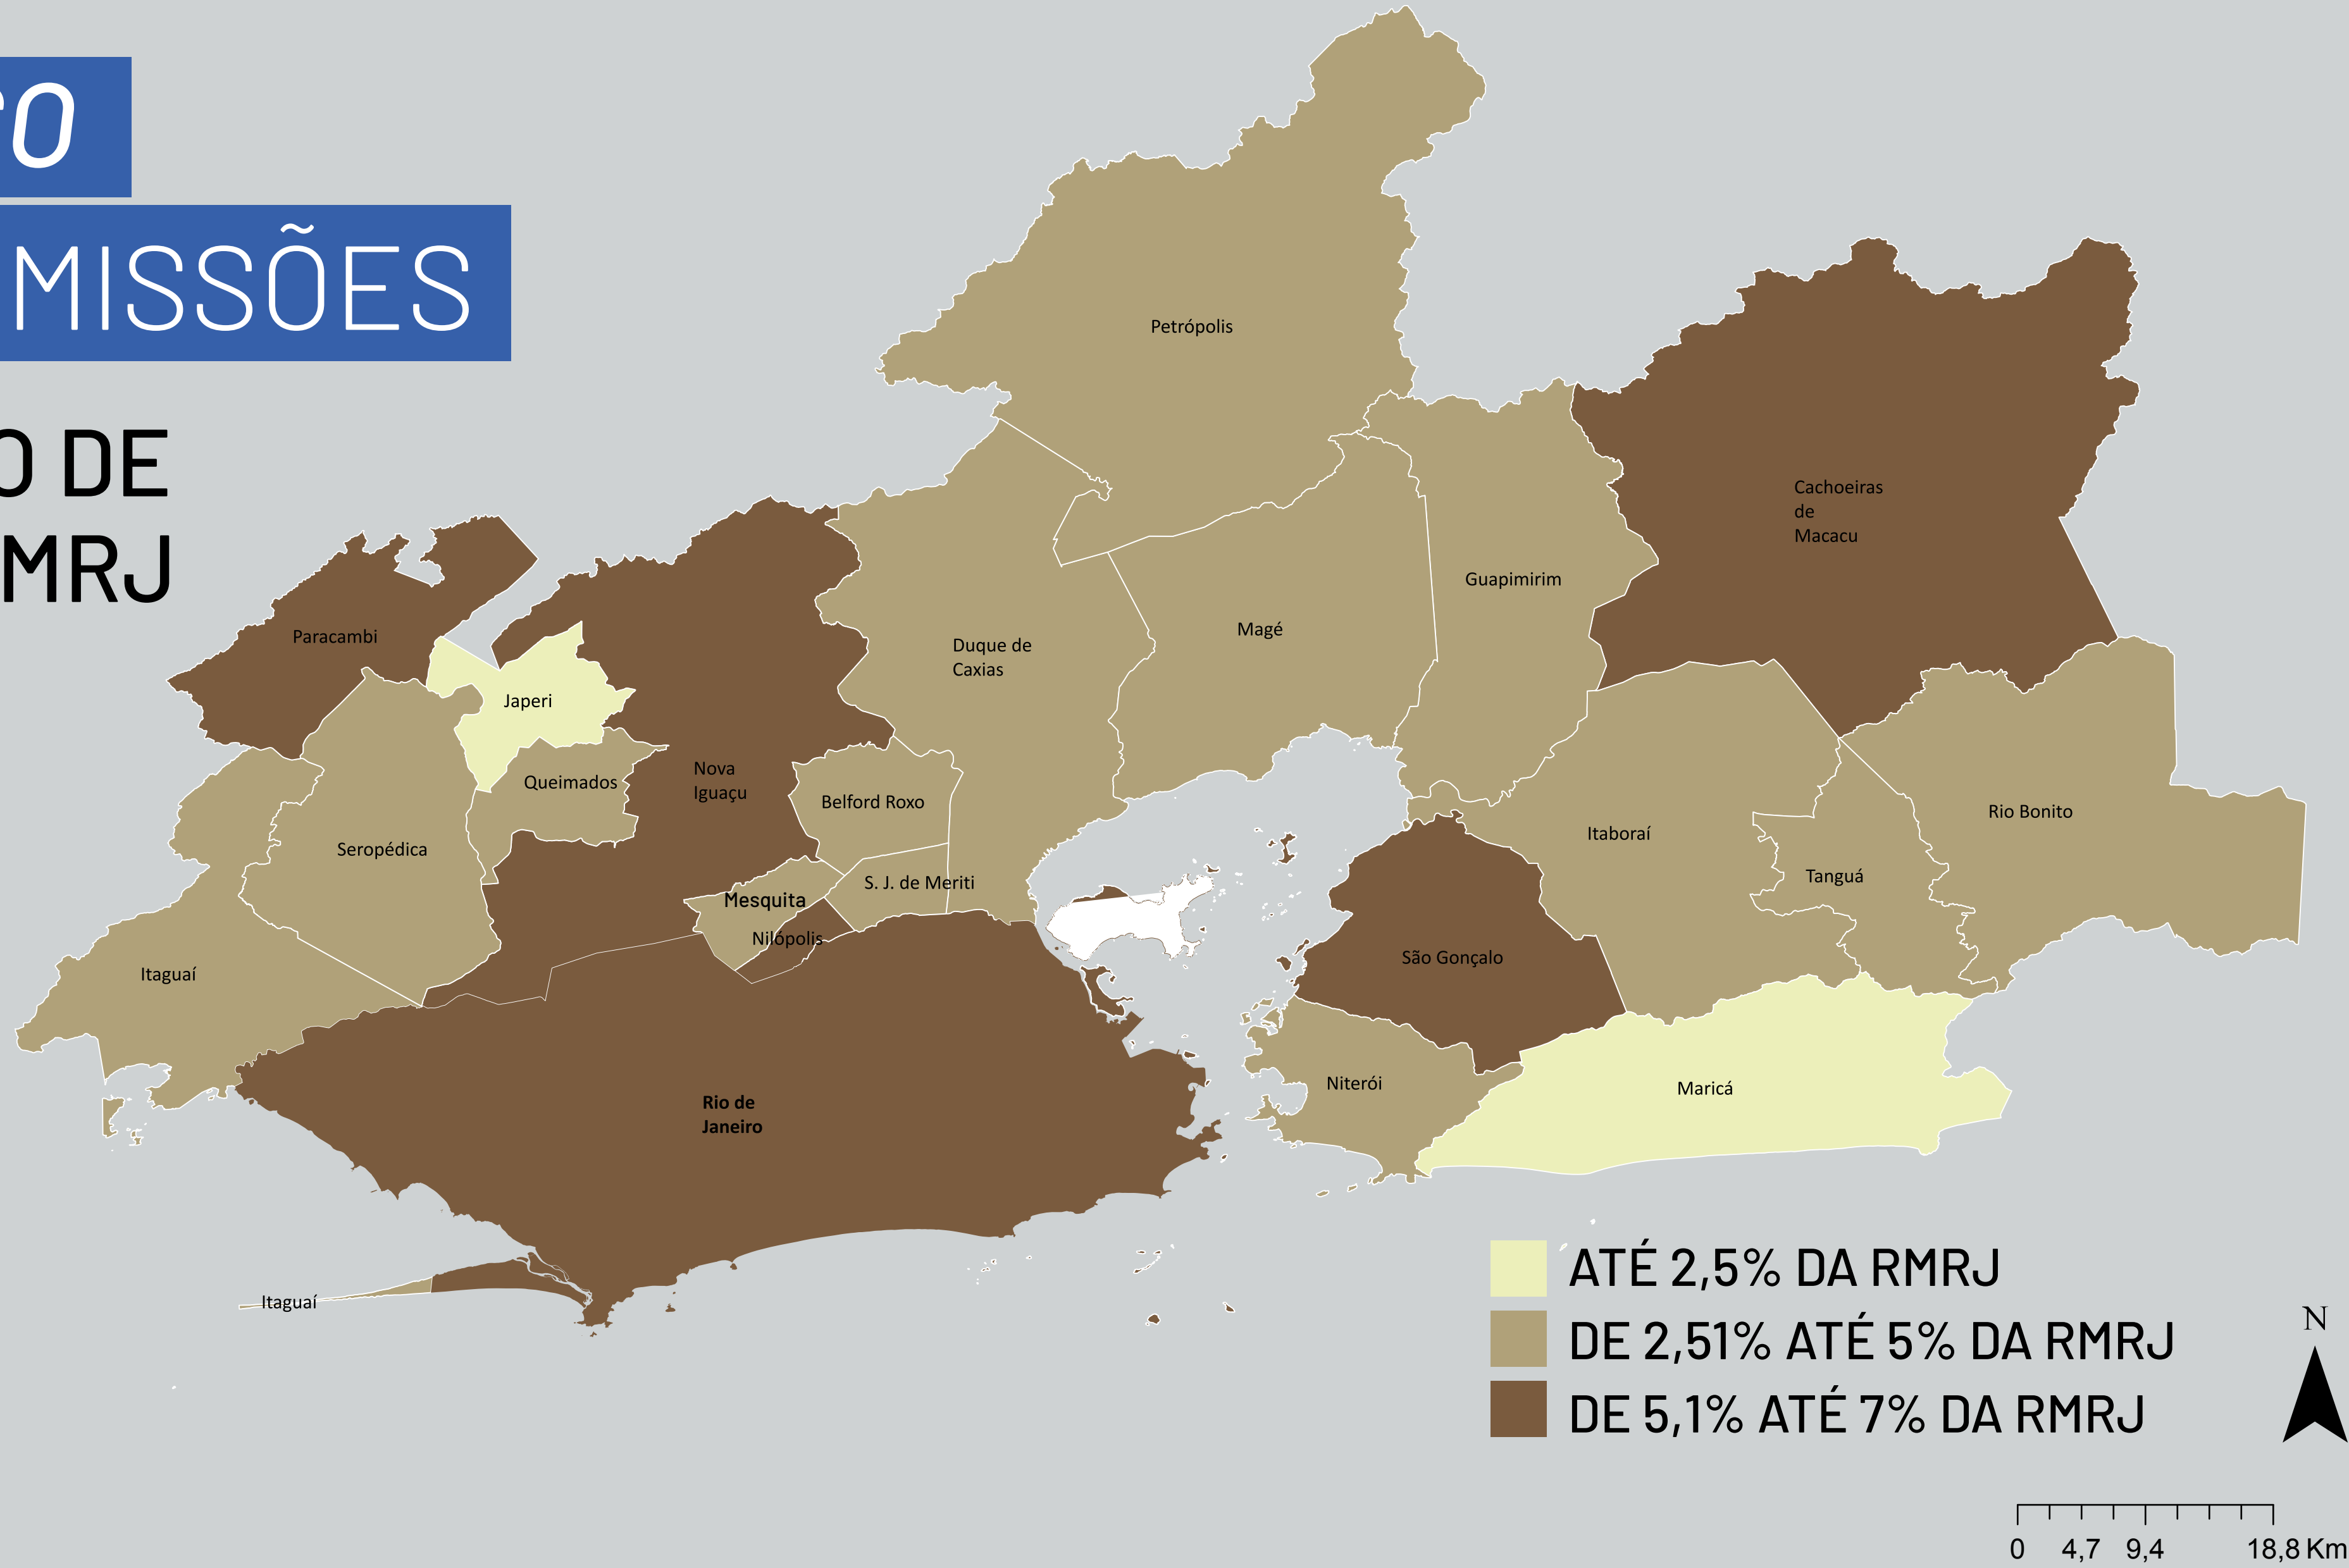 O
MISSÕES
O DE
MRJ
Petrópolis
Cachoeiras
de
Macacu
Guapimirim
Magé
Duque de
Caxias
Paracambi
Japeri
Queimados
Nova
Iguaçu
Belford Roxo
Rio Bonito
Itaboraí
Seropédica
Tanguá
S. J. de Meriti
Mesquita
Nilópolis
São Gonçalo
Itaguaí
Niterói
Maricá
Rio de
Janeiro
Itaguaí
ATÉ 2,5% DA RMRJ
DE 2,51% ATÉ 5% DA RMRJ
DE 5,1% ATÉ 7% DA RMRJ
N
0 4,7 9,4 18,8 Km